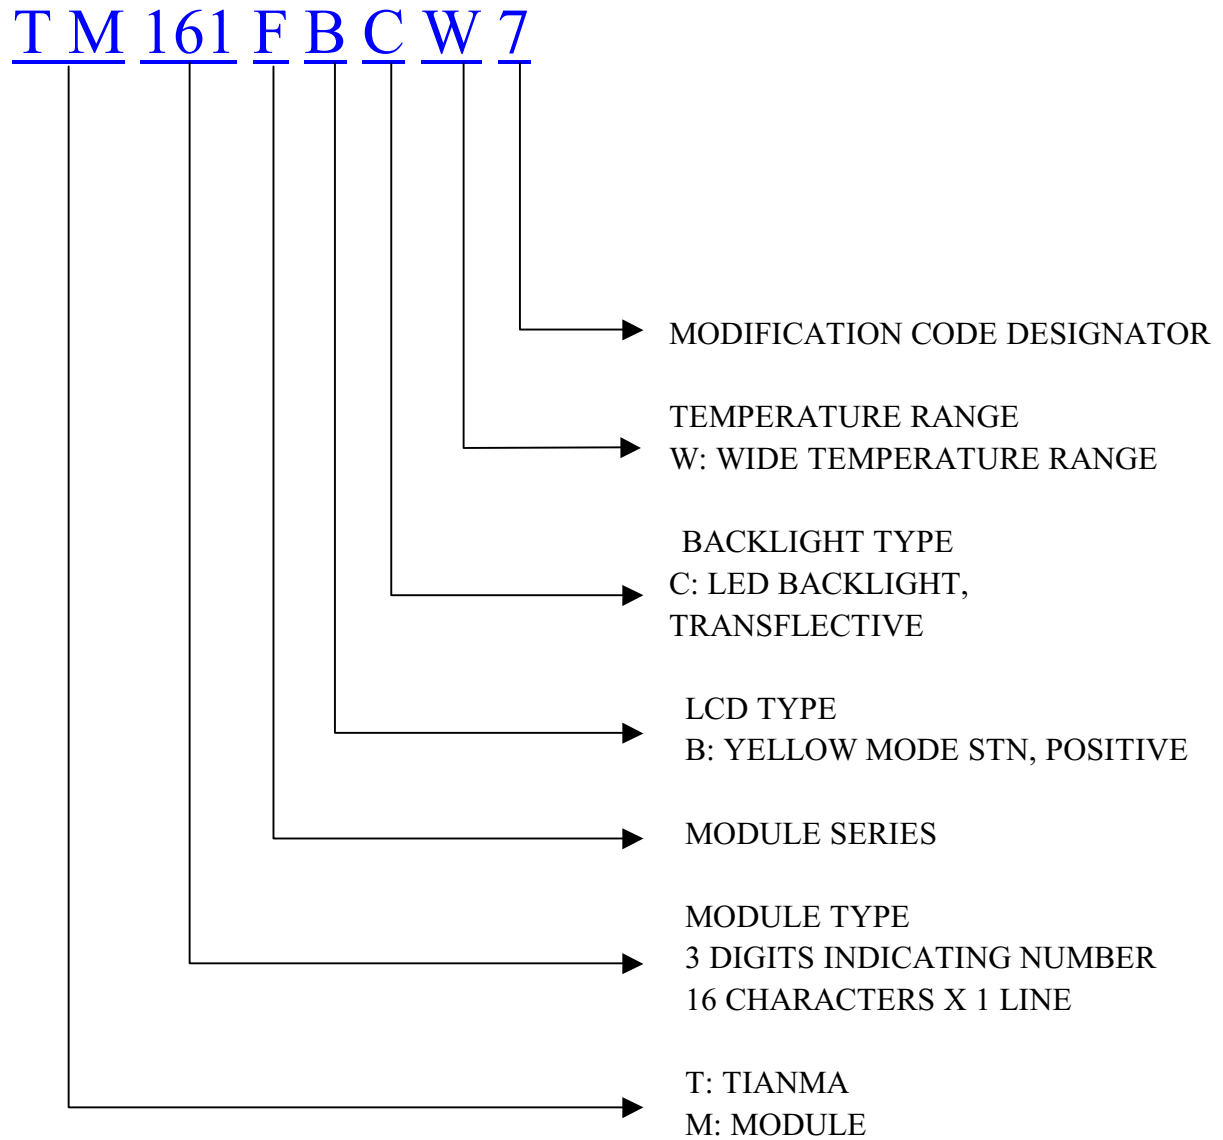 T M 161 F B C W 7
MODIFICATION CODE DESIGNATOR
TEMPERATURE RANGE
W: WIDE TEMPERATURE RANGE
BACKLIGHT TYPE
C: LED BACKLIGHT,
TRANSFLECTIVE
LCD TYPE
B: YELLOW MODE STN, POSITIVE
MODULE SERIES
MODULE TYPE
3 DIGITS INDICATING NUMBER
16 CHARACTERS X 1 LINE
T: TIANMA
M: MODULE